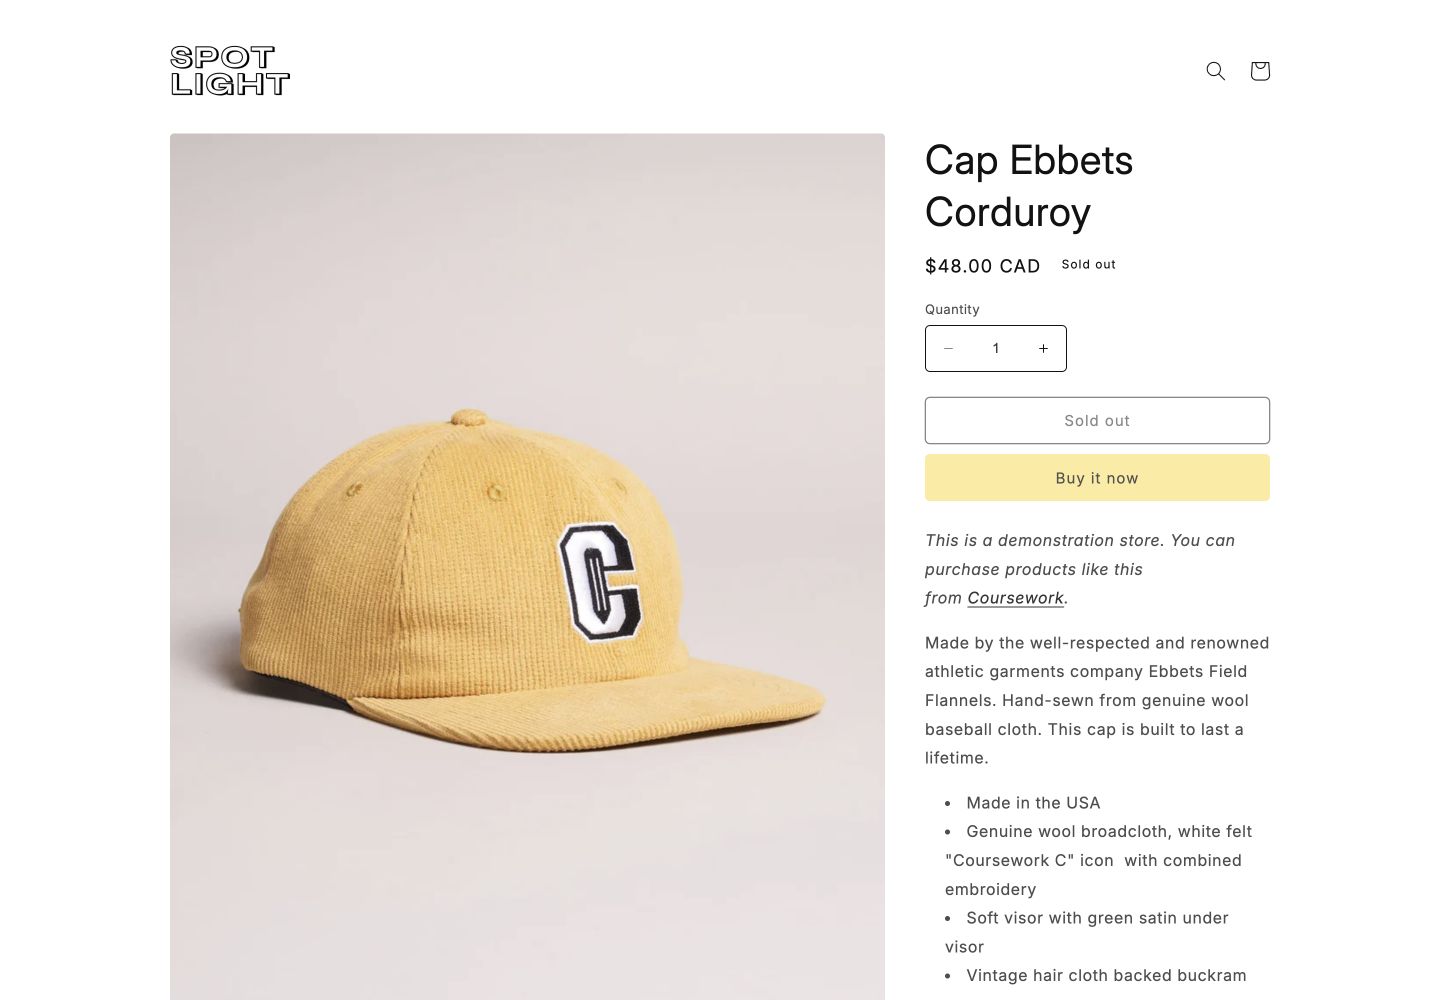 SPOT
LIGHT
Cap Ebbets
Corduroy
$48.00 CAD Sold out
Quantity
1
Sold out
Buy it now
This is a demonstration store. You can
purchase products like this
from Coursework.
Made by the well-respected and renowned
athletic garments company Ebbets Field
Flannels. Hand-sewn from genuine wool
baseball cloth. This cap is built to last a
lifetime.
• Made in the USA
• Genuine wool broadcloth, white felt
"Coursework C" icon with combined
embroidery
• Soft visor with green satin under
visor
• Vintage hair cloth backed buckram
C